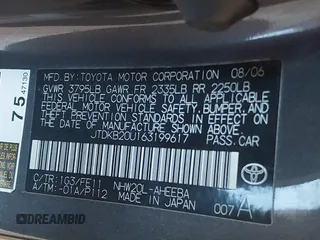 75
47130
MFD. BY TOYOTA MOTOR CORPORATION 08/06
GVWR 3795LB GAWR FR 2335LB RR 2250LB
THIS VEHICLE CONFORMS TO ALL APPLICABLE
FEDERAL MOTOR VEHICLE SAFETY, BUMPER, AND
THEFT PREVENTION STANDARDS IN EFFECT ON
THE DATE OF MANUFACTURE SHOWN ABOVE.
JTDKB20U163199617 PASS. CAR
C/TR: 1G3/FE11 NHW20L-AHEEBA
A/TM: -01A/P112 MADE IN JAPAN 007A
TOYOTA
DREAMBID